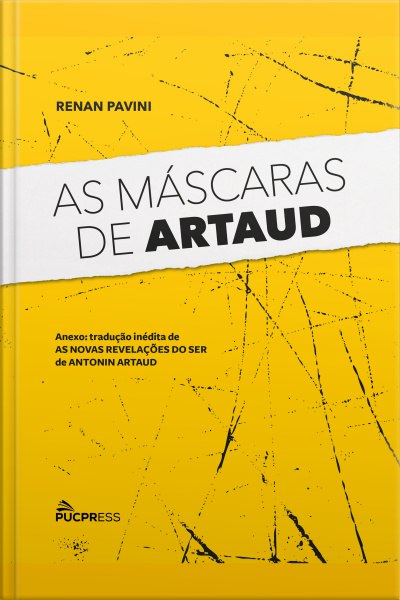 RENAN PAVINI
AS MÁSCARAS
DE ARTAUD
Anexo: tradução inédita de
AS NOVAS REVELAÇÕES DO SER
de ANTONIN ARTAUD
PUCPRESS